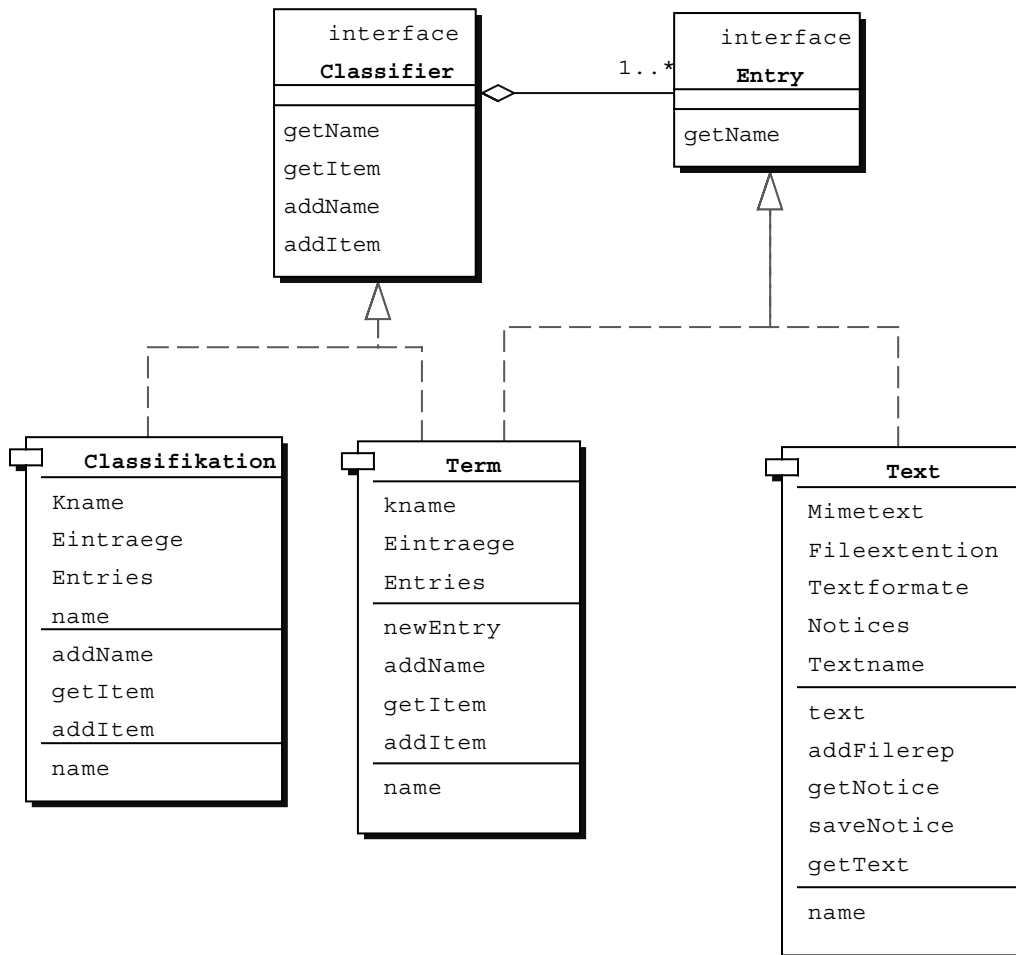 interface
Classifier
getName
getItem
addName
addItem
1..*
interface
Entry
getName
Classifikation
Kname
Eintraege
Entries
name
addName
getItem
addItem
name
Term
kname
Eintraege
Entries
newEntry
addName
getItem
addItem
name
Text
Mimetext
Fileextention
Textformate
Notices
Textname
text
addFilerep
getNotice
saveNotice
getText
name